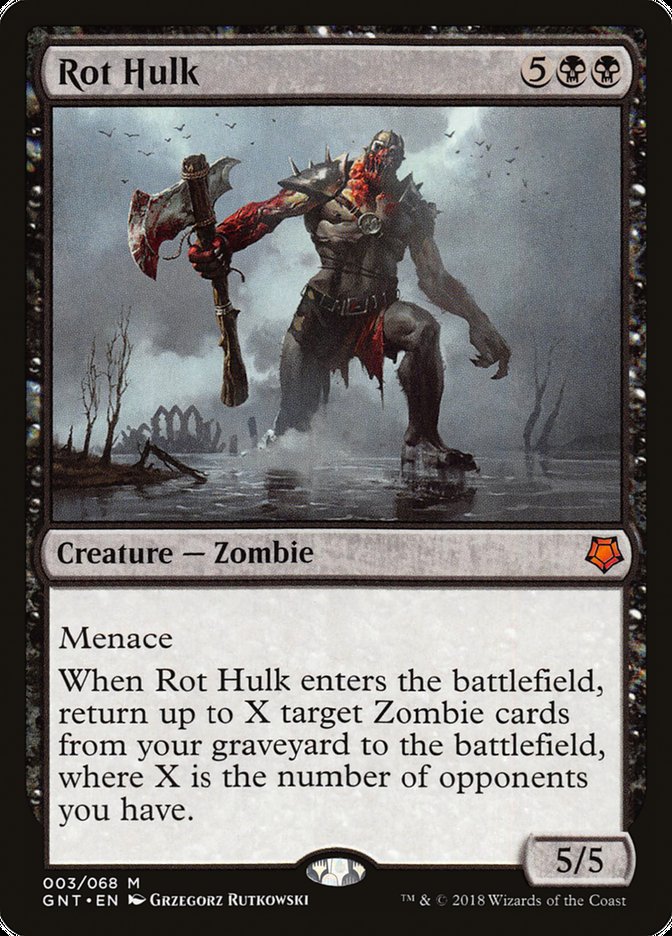 Rot Hulk
5
Creature — Zombie
Menace
When Rot Hulk enters the battlefield,
return up to X target Zombie cards
from your graveyard to the battlefield,
where X is the number of opponents
you have.
5/5
003/068 M
GNT • EN Grzegorz Rutkowski
™ & © 2018 Wizards of the Coast